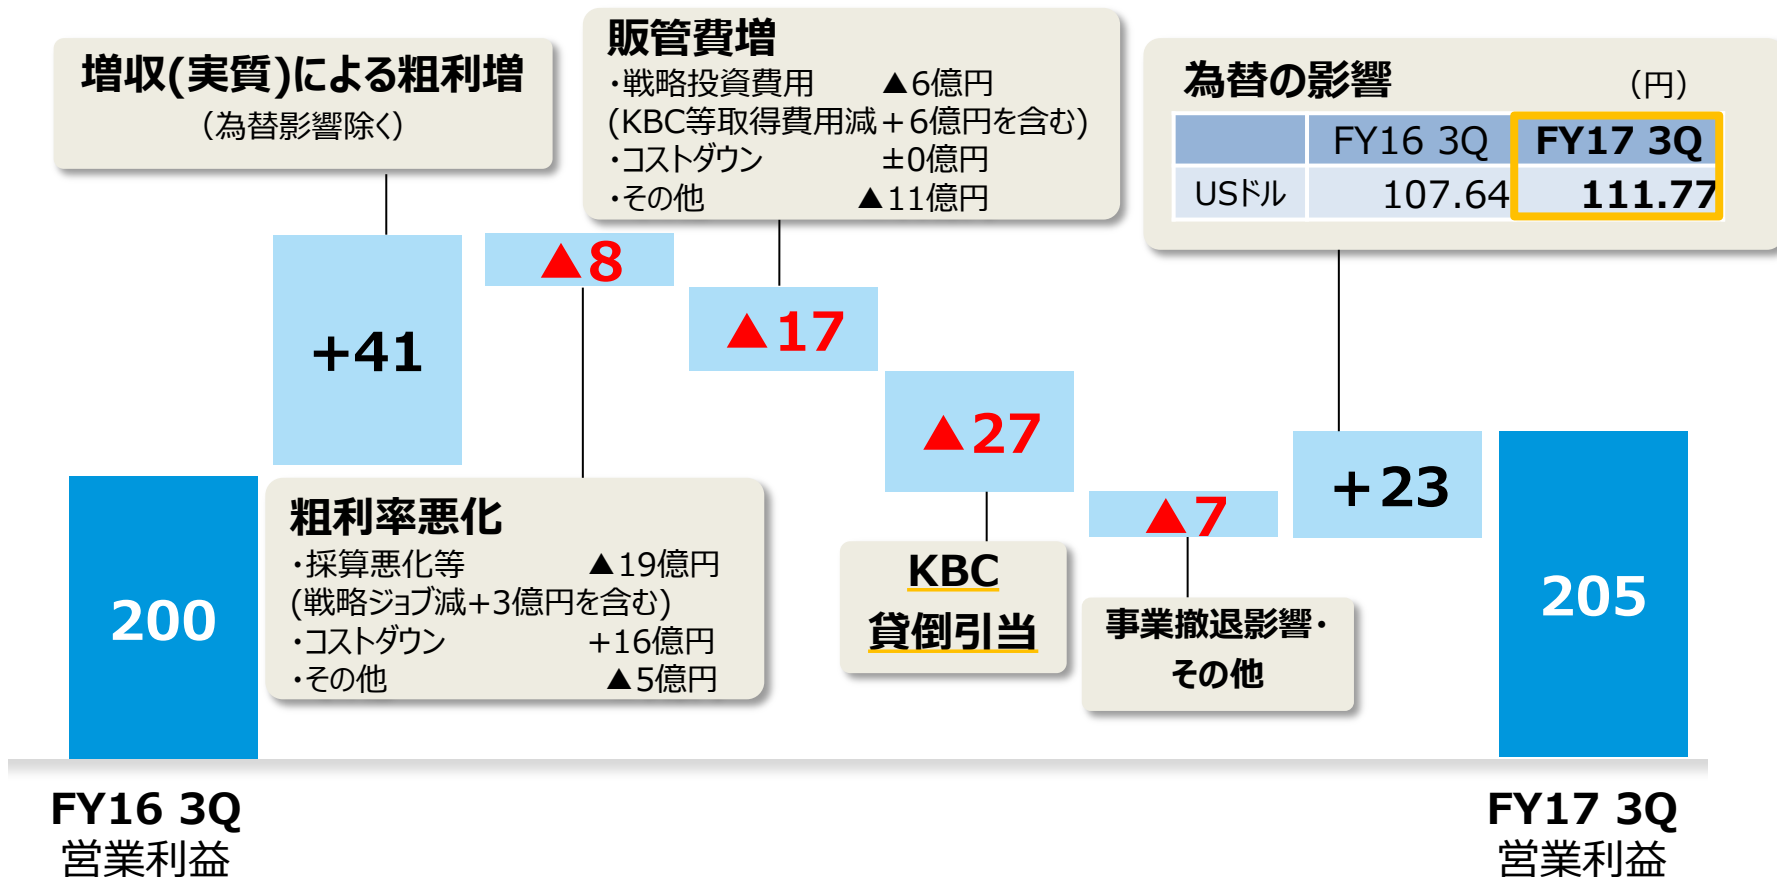 増収(実質)による粗利増
（為替影響除く）
+41
▲8
販管費増
・戦略投資費用 ▲6億円
(KBC等取得費用減＋6億円を含む)
・コストダウン ±0億円
・その他 ▲11億円
▲17
為替の影響 （円）
FY16 3Q FY17 3Q
USドル 107.64 111.77
▲27
▲7
＋23
粗利率悪化
・採算悪化等 ▲19億円
(戦略ジョブ減+3億円を含む)
・コストダウン +16億円
・その他 ▲5億円
KBC
貸倒引当
事業撤退影響・
その他
200
205
FY16 3Q
営業利益
FY17 3Q
営業利益